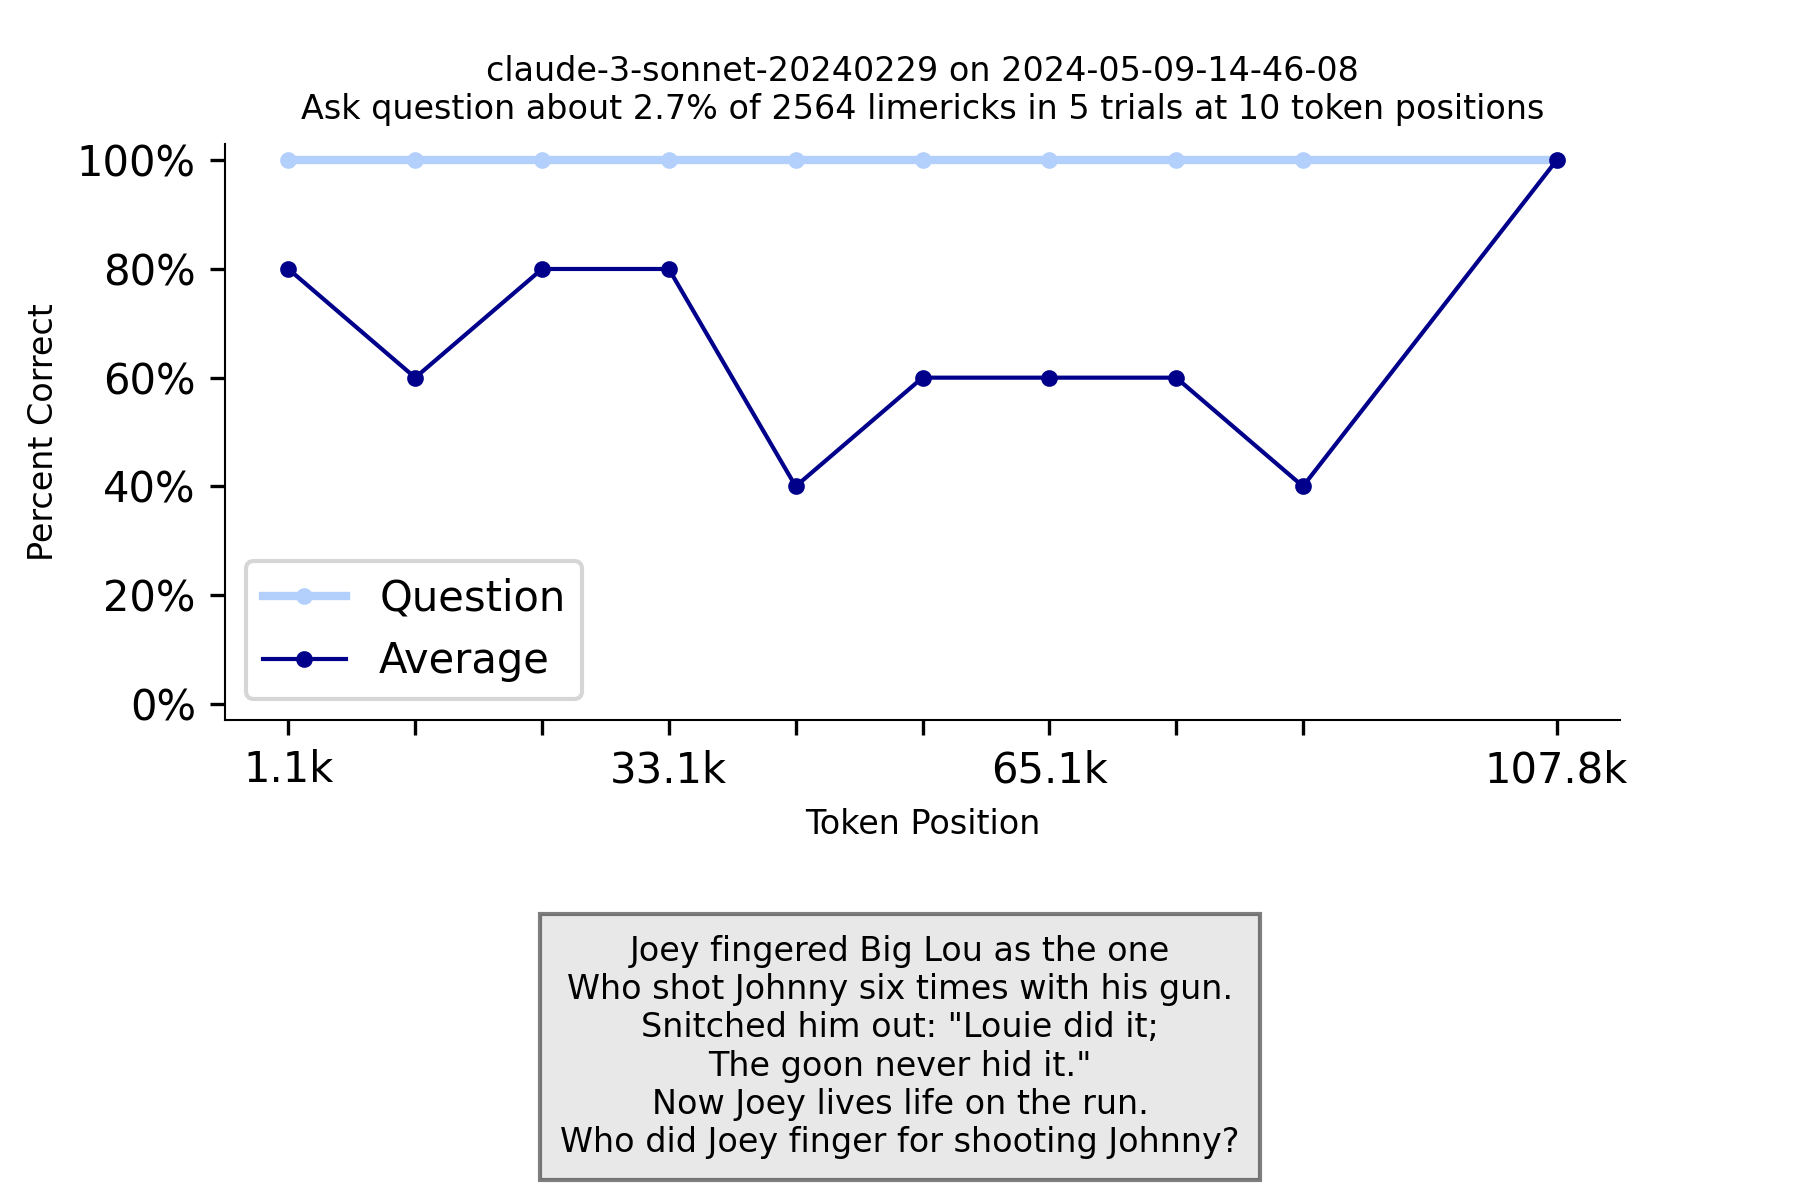 claude-3-sonnet-20240229 on 2024-05-09-14-46-08
Ask question about 2.7% of 2564 limericks in 5 trials at 10 token positions
100%
80%
60%
40%
20%
0%
Percent Correct
Question
Average
1.1k 33.1k 65.1k 107.8k
Token Position
Joey fingered Big Lou as the one
Who shot Johnny six times with his gun.
Snitched him out: "Louie did it;
The goon never hid it."
Now Joey lives life on the run.
Who did Joey finger for shooting Johnny?